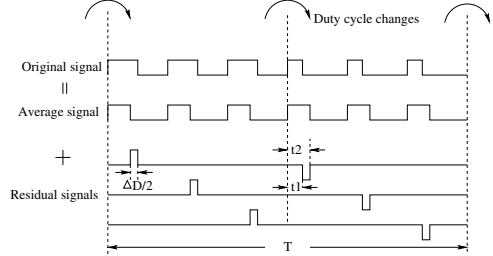 Duty cycle changes
Original signal
=
Average signal
+
t2
ΔD/2
t1
Residual signals
T